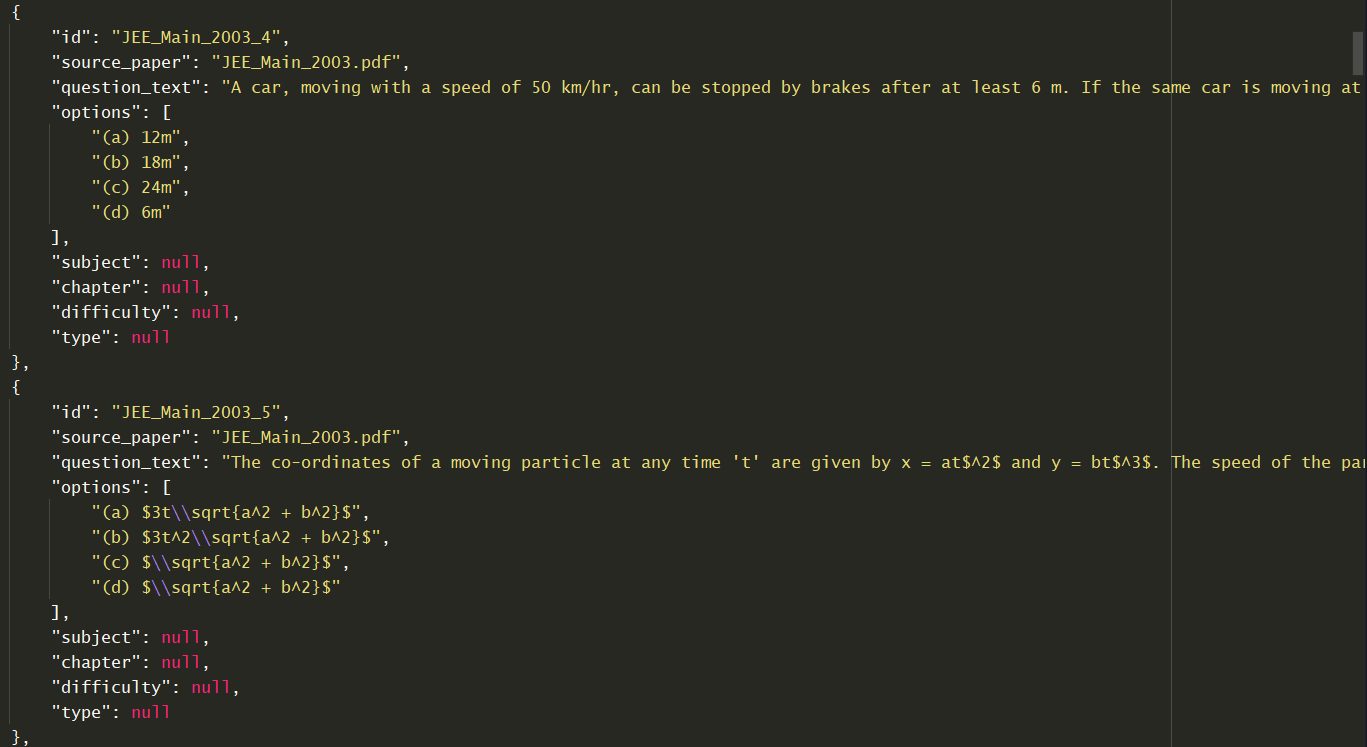 {
"id": "JEE_Main_2003_4",
"source_paper": "JEE_Main_2003.pdf",
"question_text": "A car, moving with a speed of 50 km/hr, can be stopped by brakes after at least 6 m. If the same car is moving at
"options": [
"(a) 12m",
"(b) 18m",
"(c) 24m",
"(d) 6m"
],
"subject": null,
"chapter": null,
"difficulty": null,
"type": null
},
{
"id": "JEE_Main_2003_5",
"source_paper": "JEE_Main_2003.pdf",
"question_text": "The co-ordinates of a moving particle at any time 't' are given by x = at$^2$ and y = bt$^3$. The speed of the
"options": [
"(a) $3t\\sqrt{a^2 + b^2}$",
"(b) $3t^2\\sqrt{a^2 + b^2}$",
"(c) $\\sqrt{a^2 + b^2}$",
"(d) $\\sqrt{a^2 + b^2}$"
],
"subject": null,
"chapter": null,
"difficulty": null,
"type": null
},